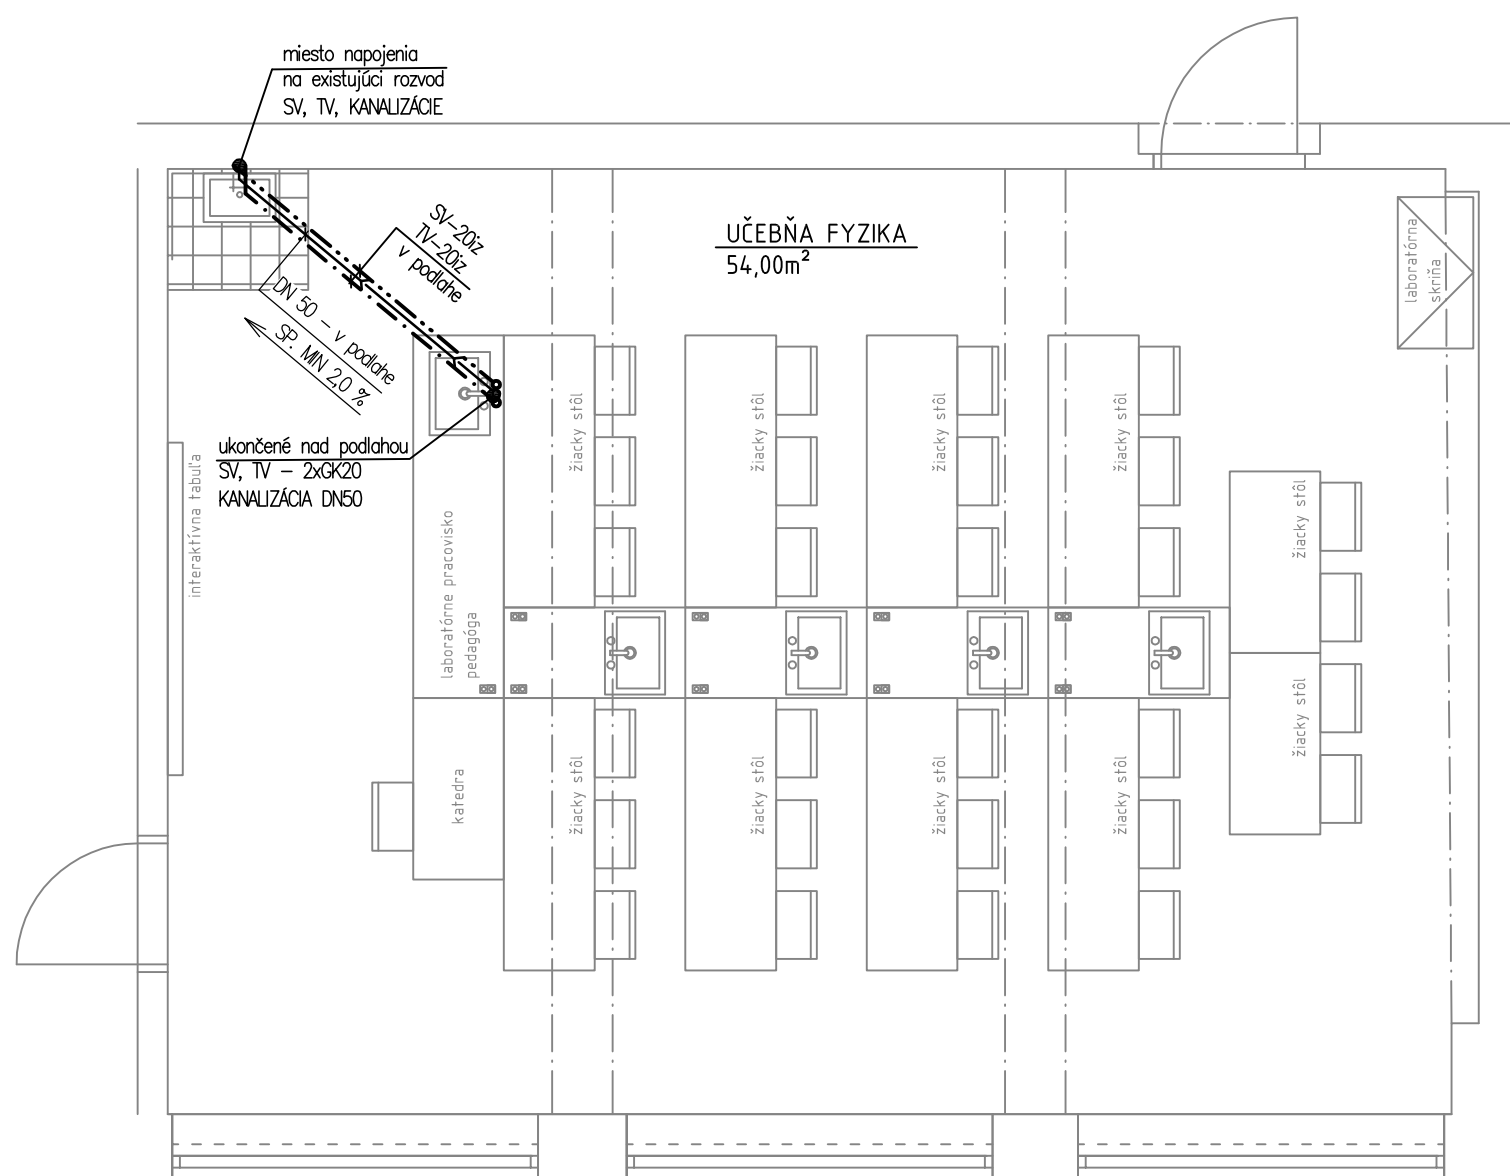 miesto napojenia
na existujúci rozvod
SV, TV, KANALIZÁCIE
UČEBŇA FYZIKA
54,00m²
SV-20iz
TV-20iz
v podlahe
DN 50 - v podlahe
SP. MIN 2,0 %
ukončené nad podlahou
SV, TV - 2xGK20
KANALIZÁCIA DN50
laboratórna
skriňa
interaktívna tabuľa
laboratórne pracovisko
pedagóga
katedra
žiacky stôl
žiacky stôl
žiacky stôl
žiacky stôl
žiacky stôl
žiacky stôl
žiacky stôl
žiacky stôl
žiacky stôl
žiacky stôl